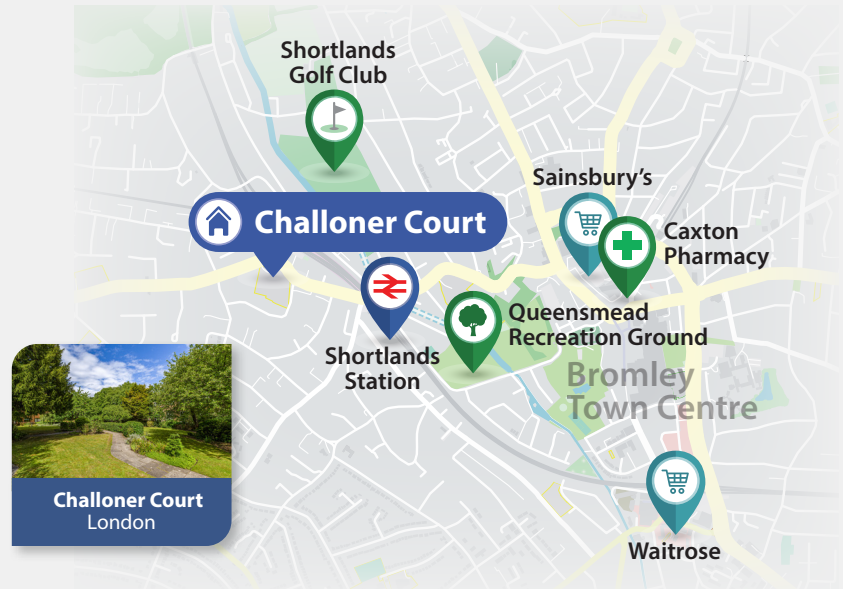 Shortlands
Golf Club
Sainsbury's
Challoner Court
Caxton
Pharmacy
Queensmead
Recreation Ground
Shortlands
Station
Bromley
Town Centre
Challoner Court
London
Waitrose